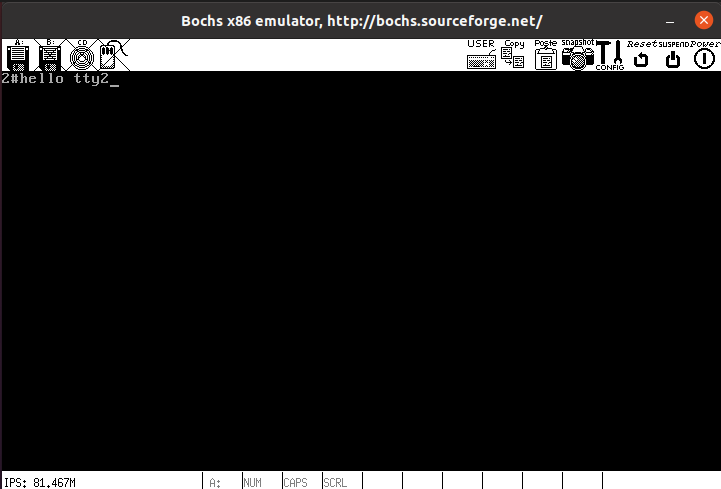 Bochs x86 emulator, http://bochs.sourceforge.net/
A: B: CD USER Copy Paste snapshot CONFIG Reset SUSPEND Power
2#hello tty2_
IPS: 81.467M A: NUM CAPS SCRL